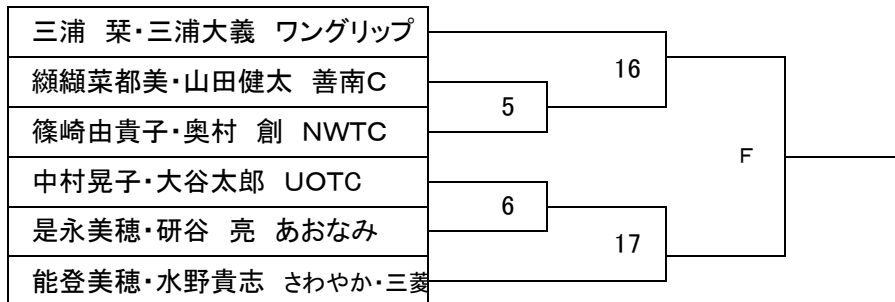 三浦　栞・三浦大義　ワングリップ
16
纐纈菜都美・山田健太　善南C
5
篠崎由貴子・奥村　創　NWTC
F
中村晃子・大谷太郎　UOTC
6
是永美穂・研谷　亮　あおなみ
17
能登美穂・水野貴志　さわやか・三菱